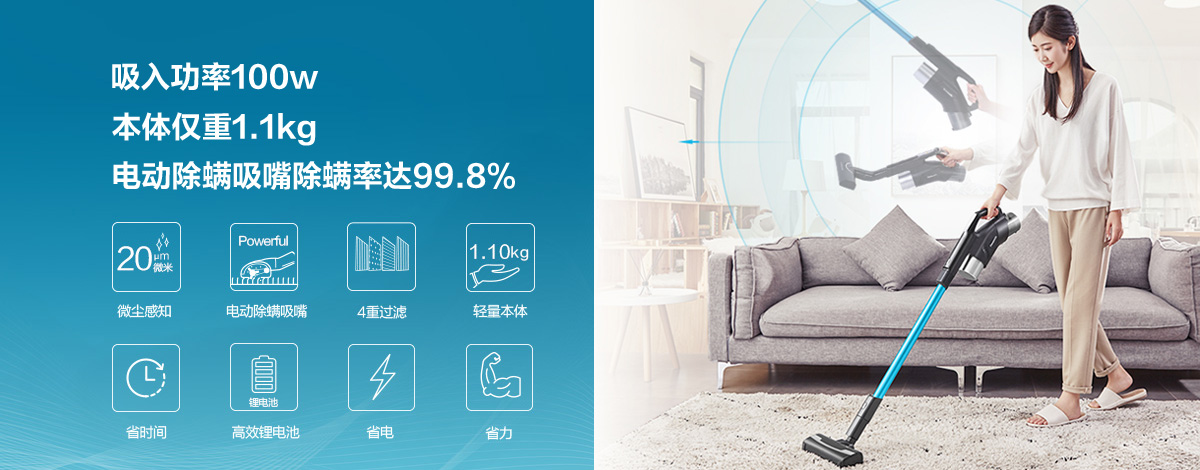 吸入功率100w
本体仅重1.1kg
电动除螨吸嘴除螨率达99.8%
20μm微米
Powerful
1.10kg
微尘感知
电动除螨吸嘴
4重过滤
轻量本体
锂电池
省时间
高效锂电池
省电
省力